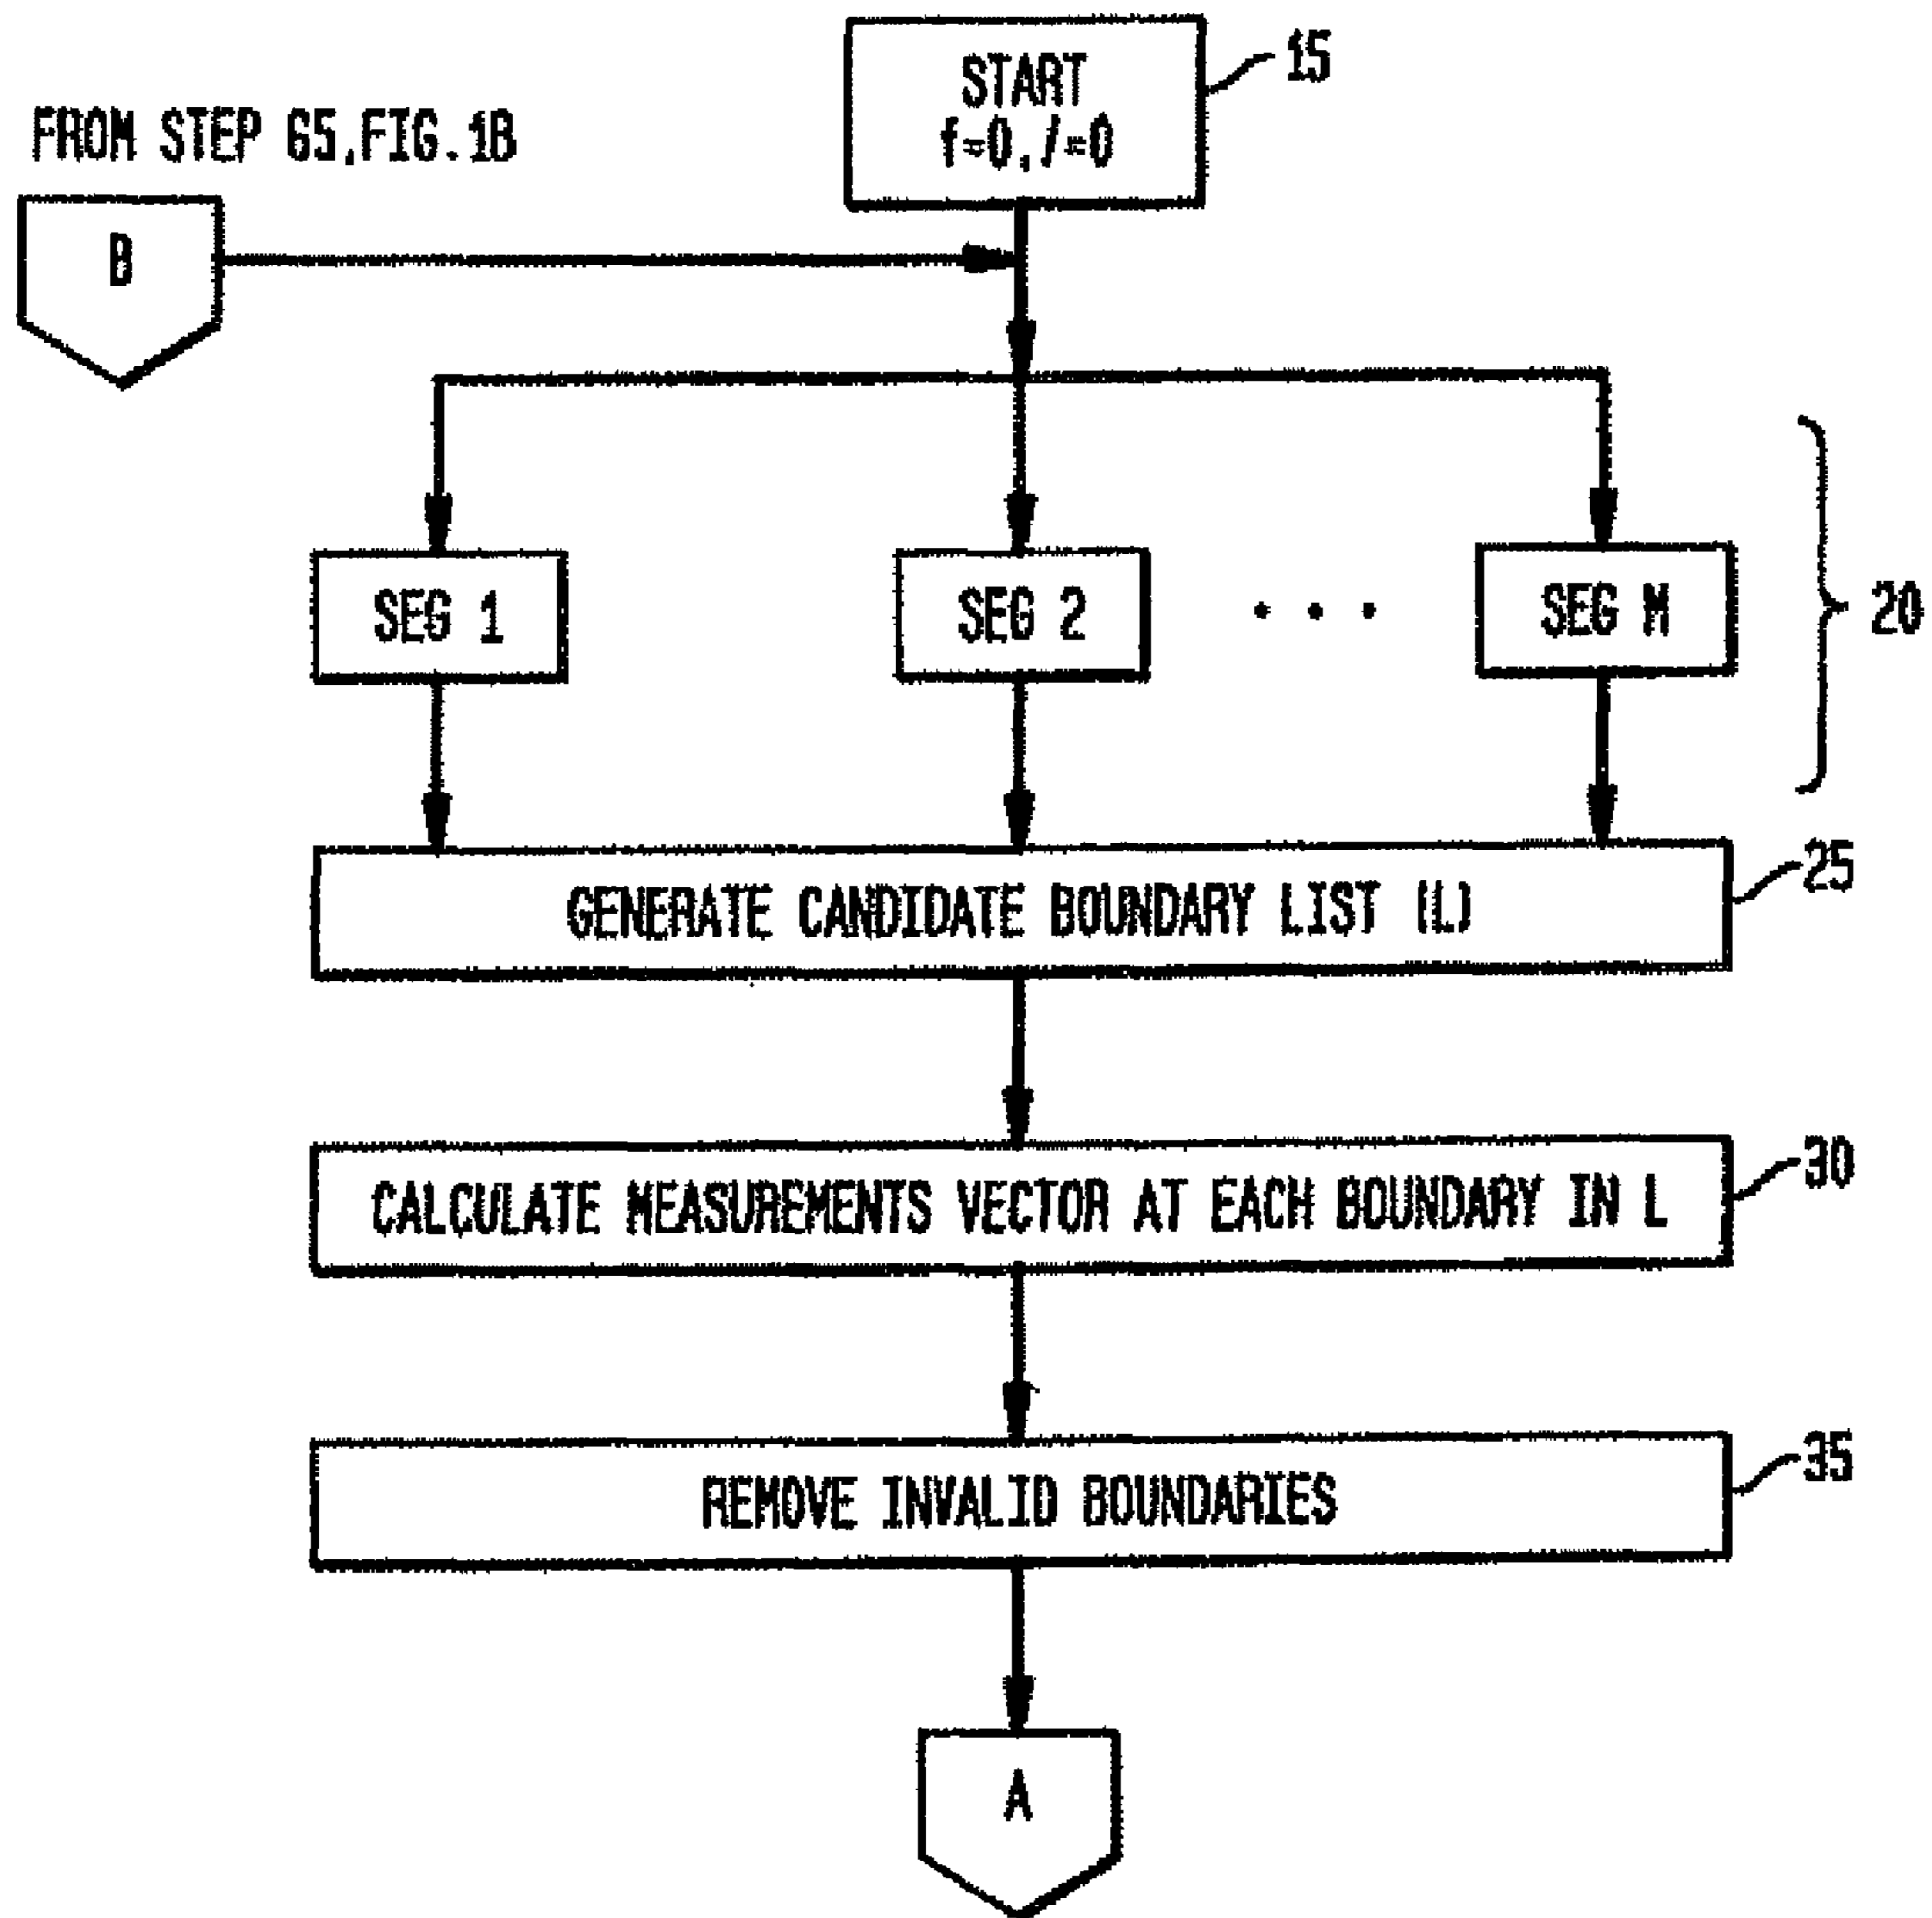 START
f=0, l=0
15
FROM STEP 65, FIG. 1B
B
SEG 1
SEG 2
. . .
SEG M
20
GENERATE CANDIDATE BOUNDARY LIST (L)
25
CALCULATE MEASUREMENTS VECTOR AT EACH BOUNDARY IN L
30
REMOVE INVALID BOUNDARIES
35
A